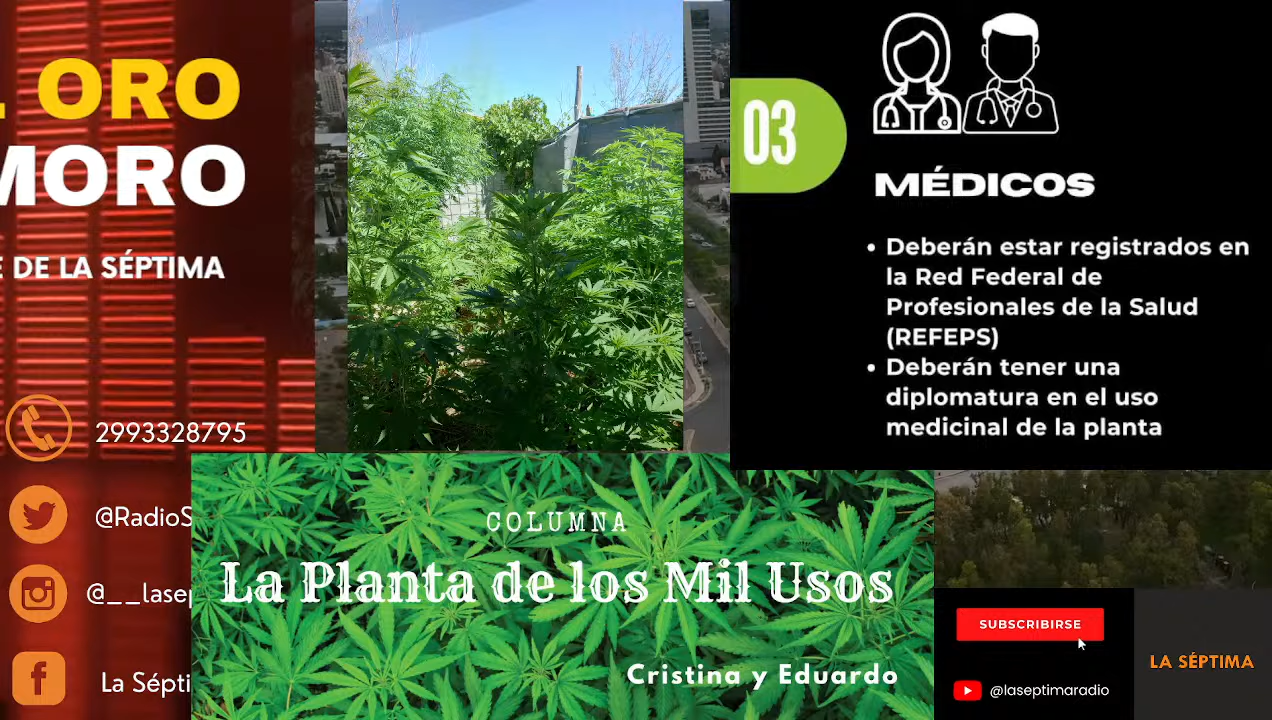 ORO
MORO
DE LA SÉPTIMA
2993328795
@RadioS
@__lasep
La Sépti
03
MÉDICOS
• Deberán estar registrados en
la Red Federal de
Profesionales de la Salud
(REFEPS)
• Deberán tener una
diplomatura en el uso
medicinal de la planta
COLUMNA
La Planta de los Mil Usos
Cristina y Eduardo
SUBSCRIBIRSE
@laseptimaradio
LA SÉPTIMA